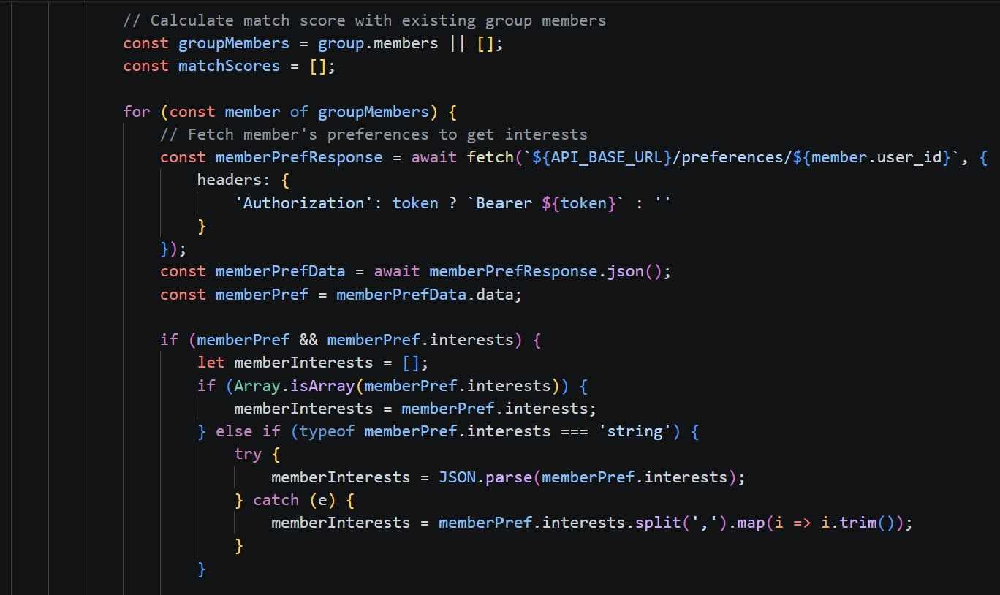 // Calculate match score with existing group members
const groupMembers = group.members || [];
const matchScores = [];
for (const member of groupMembers) {
// Fetch member's preferences to get interests
const memberPrefResponse = await fetch(`${API_BASE_URL}/preferences/${member.user_id}`, {
headers: {
'Authorization': token ? `Bearer ${token}` : ''
}
});
const memberPrefData = await memberPrefResponse.json();
const memberPref = memberPrefData.data;
if (memberPref && memberPref.interests) {
let memberInterests = [];
if (Array.isArray(memberPref.interests)) {
memberInterests = memberPref.interests;
} else if (typeof memberPref.interests === 'string') {
try {
memberInterests = JSON.parse(memberPref.interests);
} catch (e) {
memberInterests = memberPref.interests.split(',').map(i => i.trim());
}
}